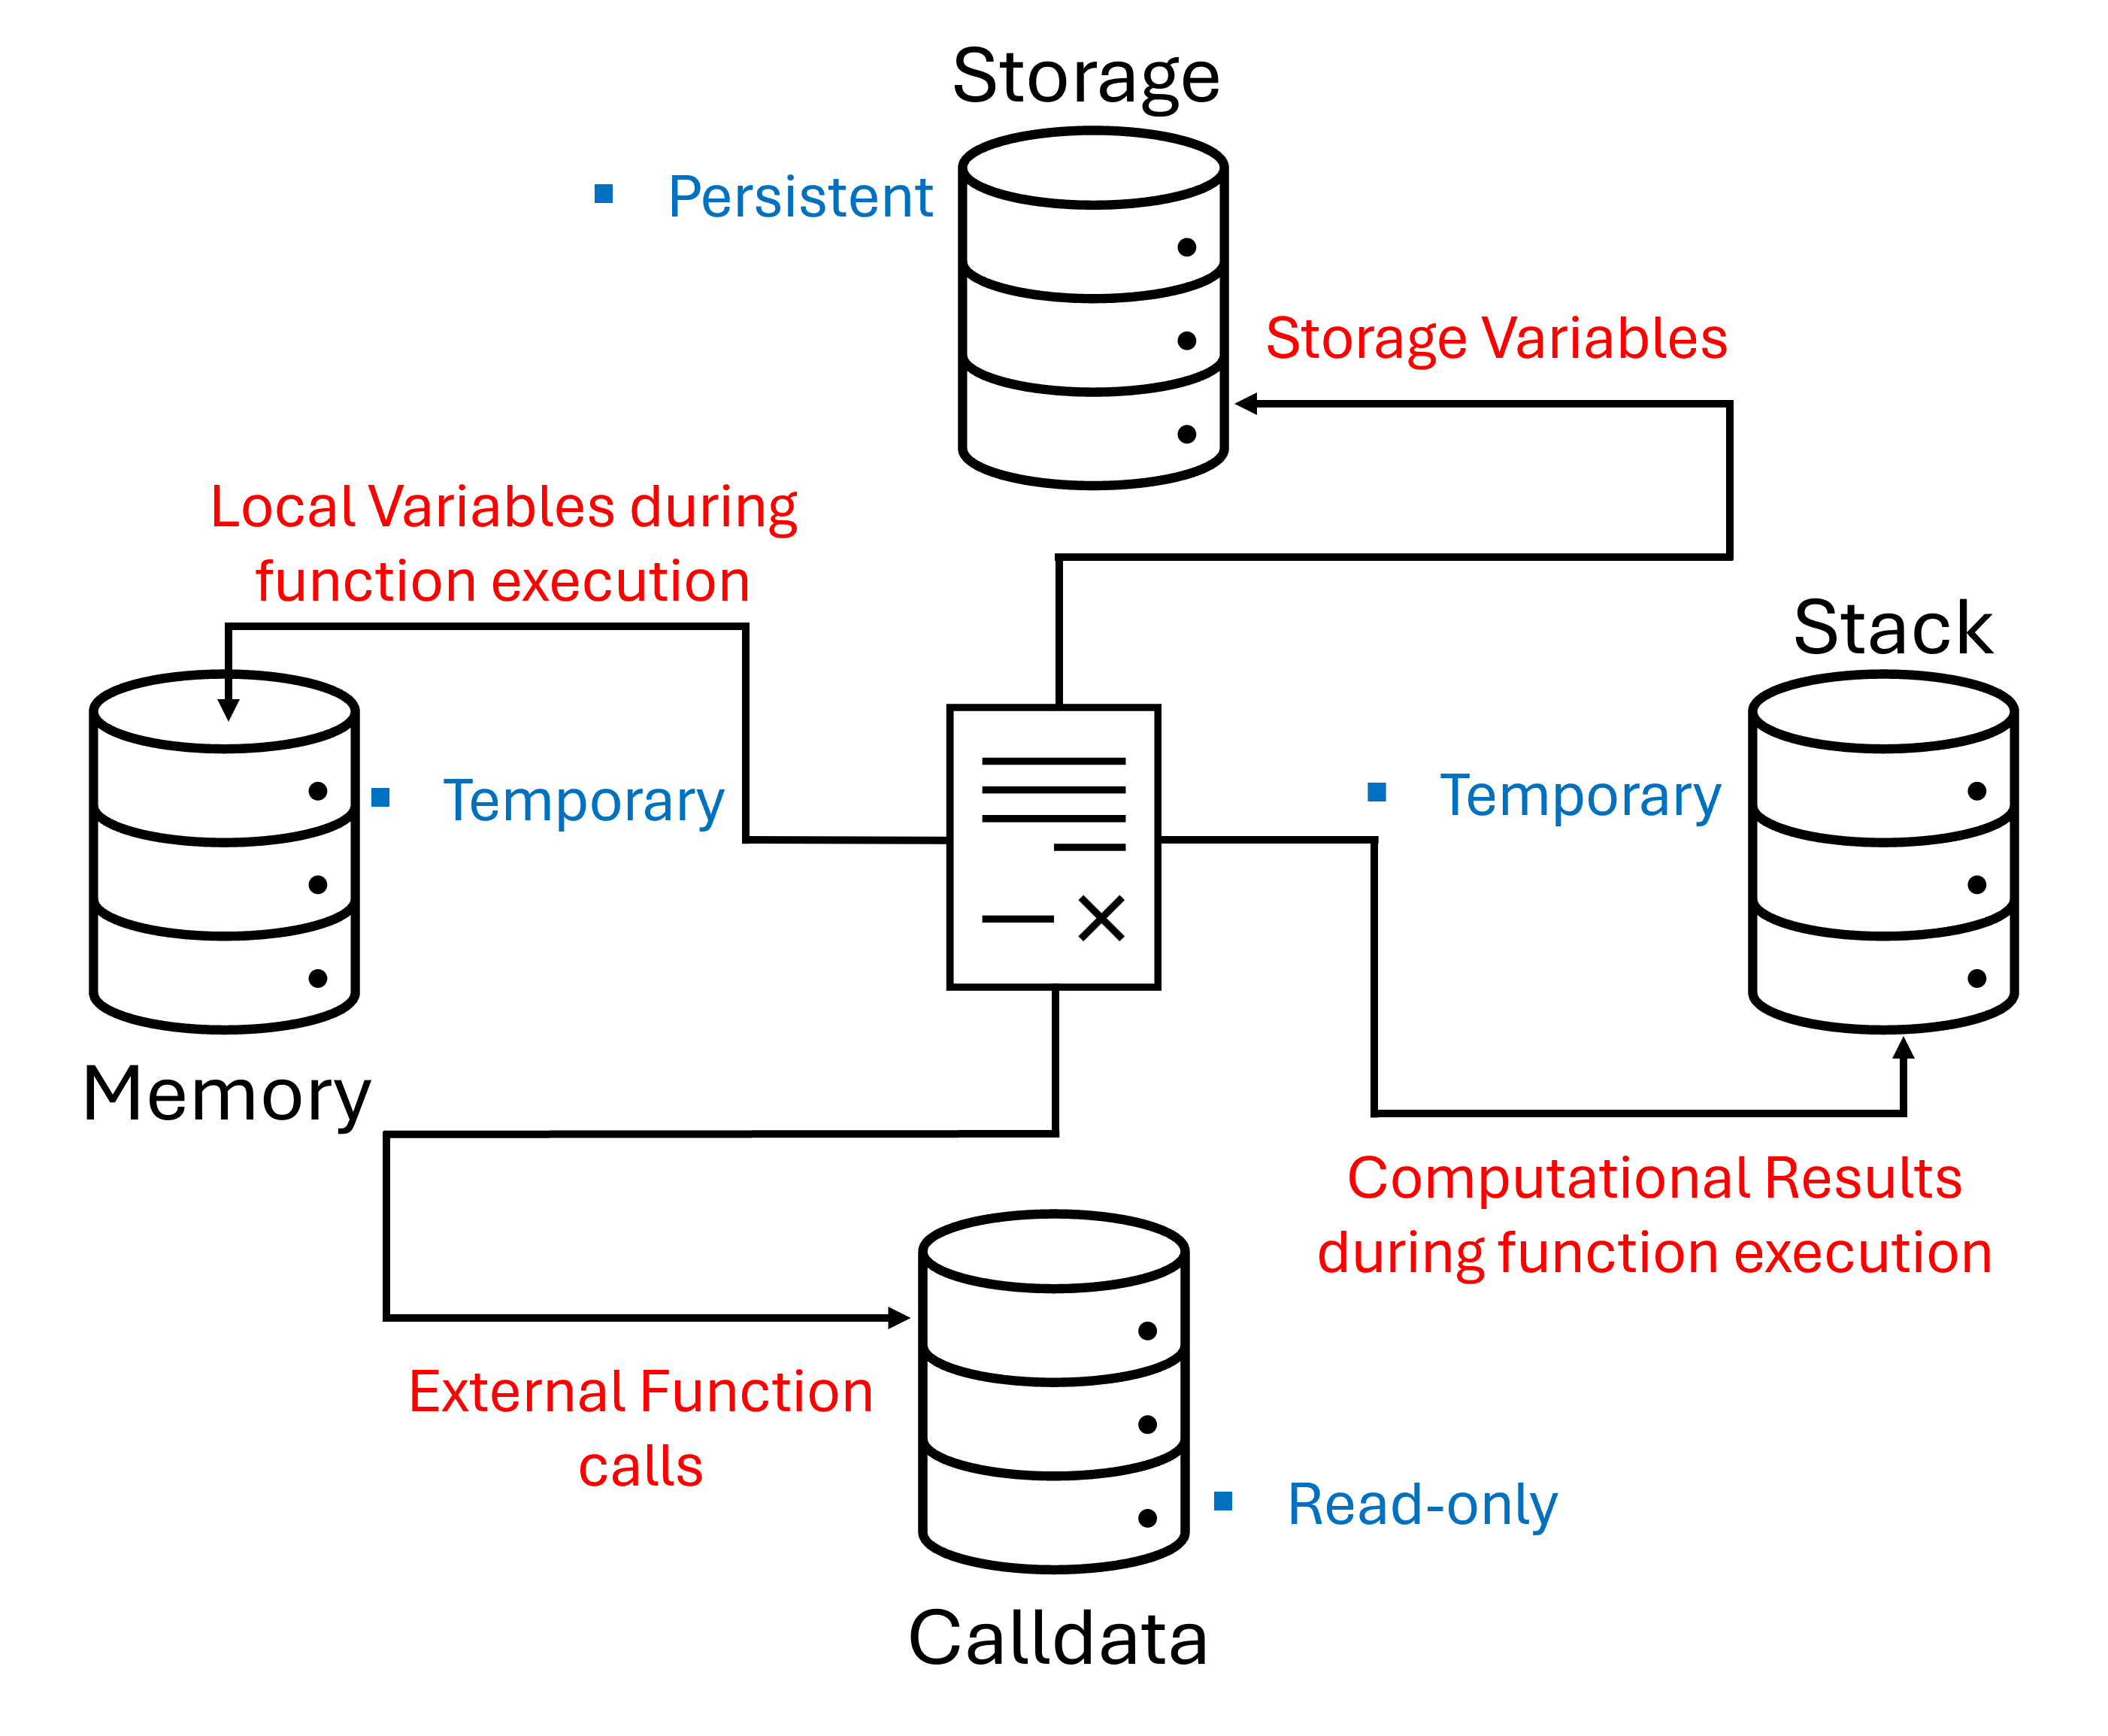 Storage
Persistent
Storage Variables
Local Variables during
function execution
Stack
Temporary
Temporary
Memory
Computational Results
during function execution
External Function
calls
Read-only
Calldata